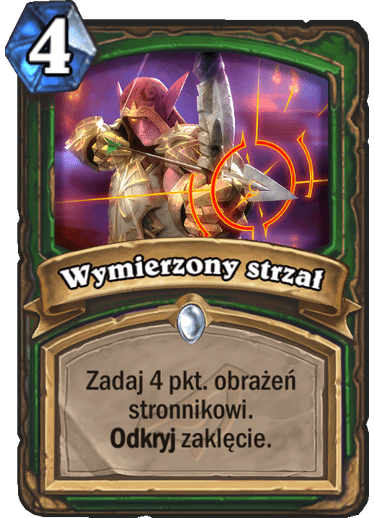 4
Wymierzony strzał
Zadaj 4 pkt. obrażeń
stronnikowi.
Odkryj zaklęcie.